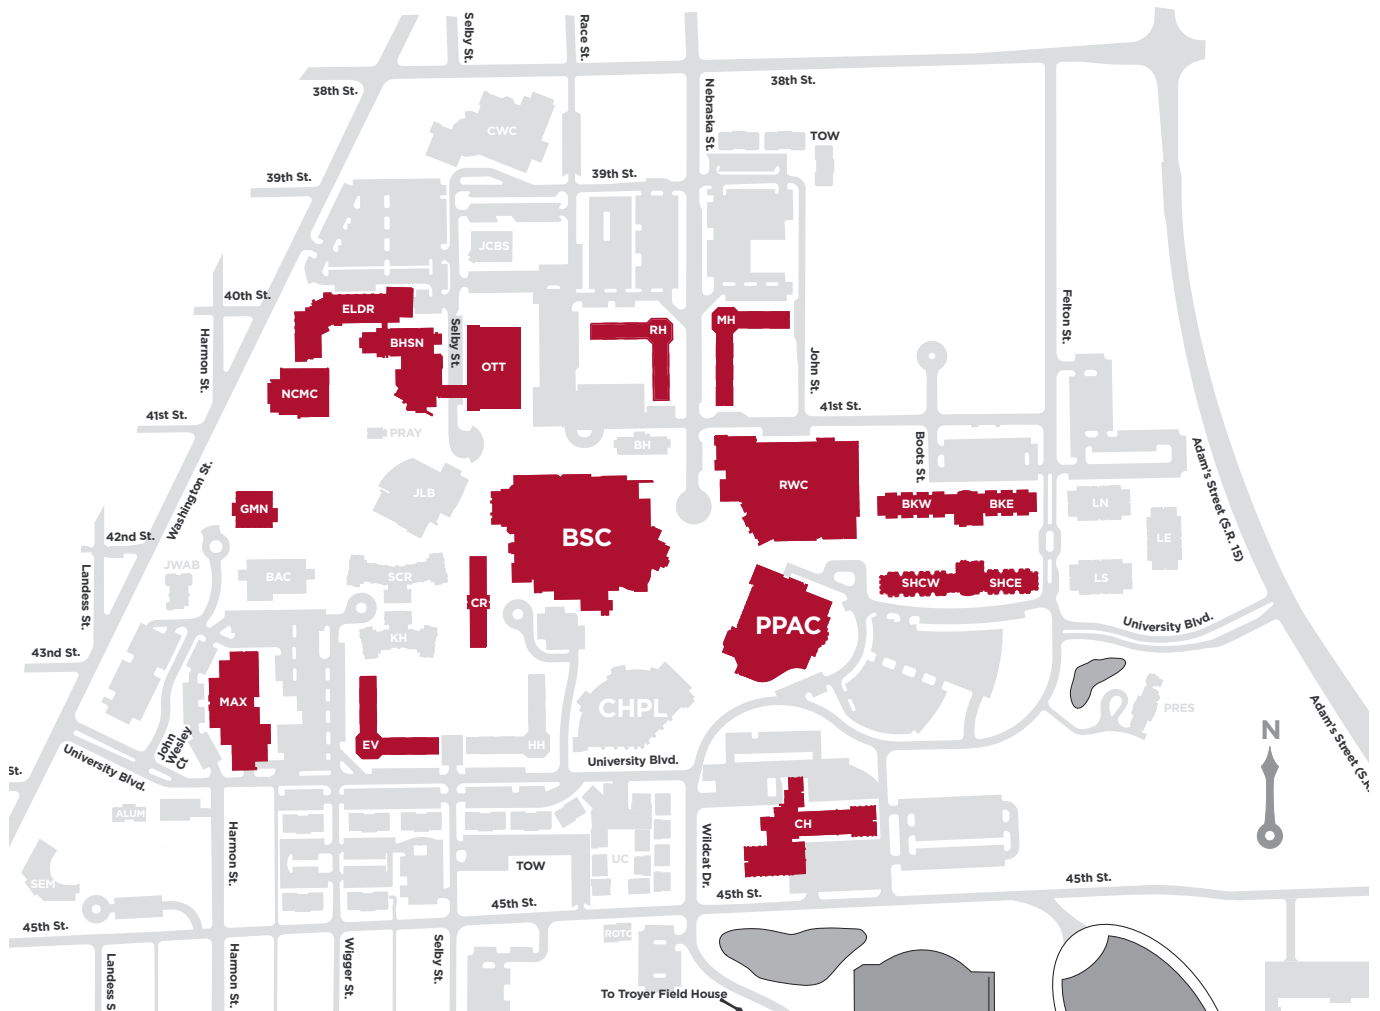 Selby St.
Race St.
38th St.
38th St.
Nebraska St.
CWC
TOW
39th St.
39th St.
JCBS
40th St.
ELDR
Harmon St.
BHSN
Selby St.
OTT
RH
MH
Felton St.
John St.
NCMC
41st St.
41st St.
PRAY
BH
Boots St.
Adam's Street (S.R. 15)
Washington St.
JLB
RWC
GMN
BSC
BKW
BKE
LN
LE
42nd St.
JWAB
BAC
SCR
Landess St.
CR
SHCW
SHCE
LS
KH
PPAC
University Blvd.
43nd St.
MAX
CHPL
PRES
Adam's Street (S.R.
N
John
Wesley
Ct
EV
HH
University Blvd.
University Blvd.
St.
ALUM
Harmon St.
CH
Wildcat Dr.
UC
TOW
SEM
45th St.
45th St.
45th St.
45th St.
ROTC
Landess S
Harmon St.
Wigger St.
Selby St.
To Troyer Field House